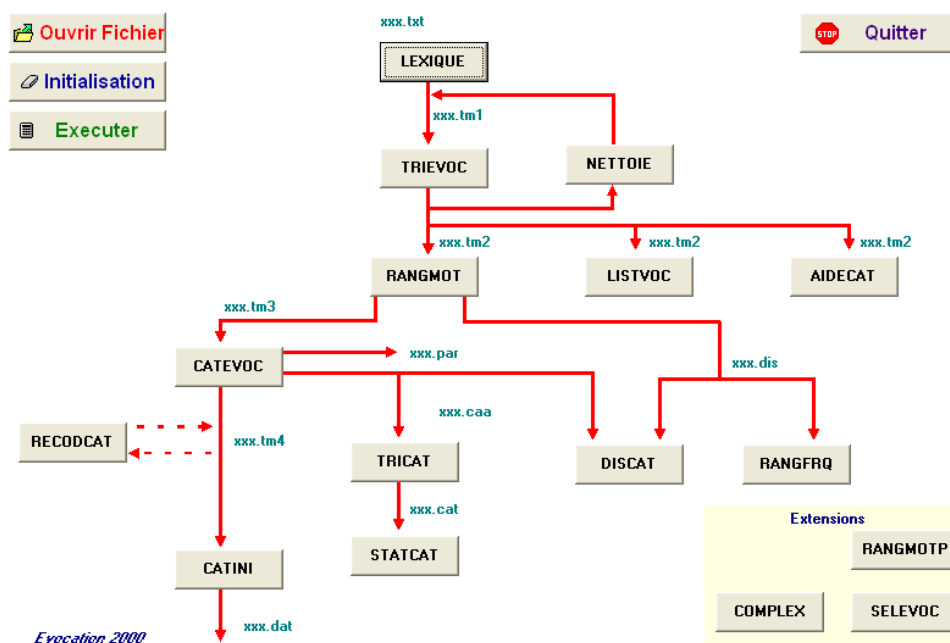 Ouvrir Fichier
xxx.txt
STOP Quitter
LEXIQUE
Initialisation
xxx.tm1
Executer
TRIEVOC
NETTOIE
xxx.tm2
xxx.tm2
xxx.tm2
RANGMOT
LISTVOC
AIDECAT
xxx.tm3
xxx.par
CATEVOC
xxx.dis
xxx.caa
RECODCAT
xxx.tm4
TRICAT
DISCAT
RANGFRQ
xxx.cat
Extensions
STATCAT
RANGMOTP
CATINI
COMPLEX
SELEVOC
xxx.dat
Evocation 2000